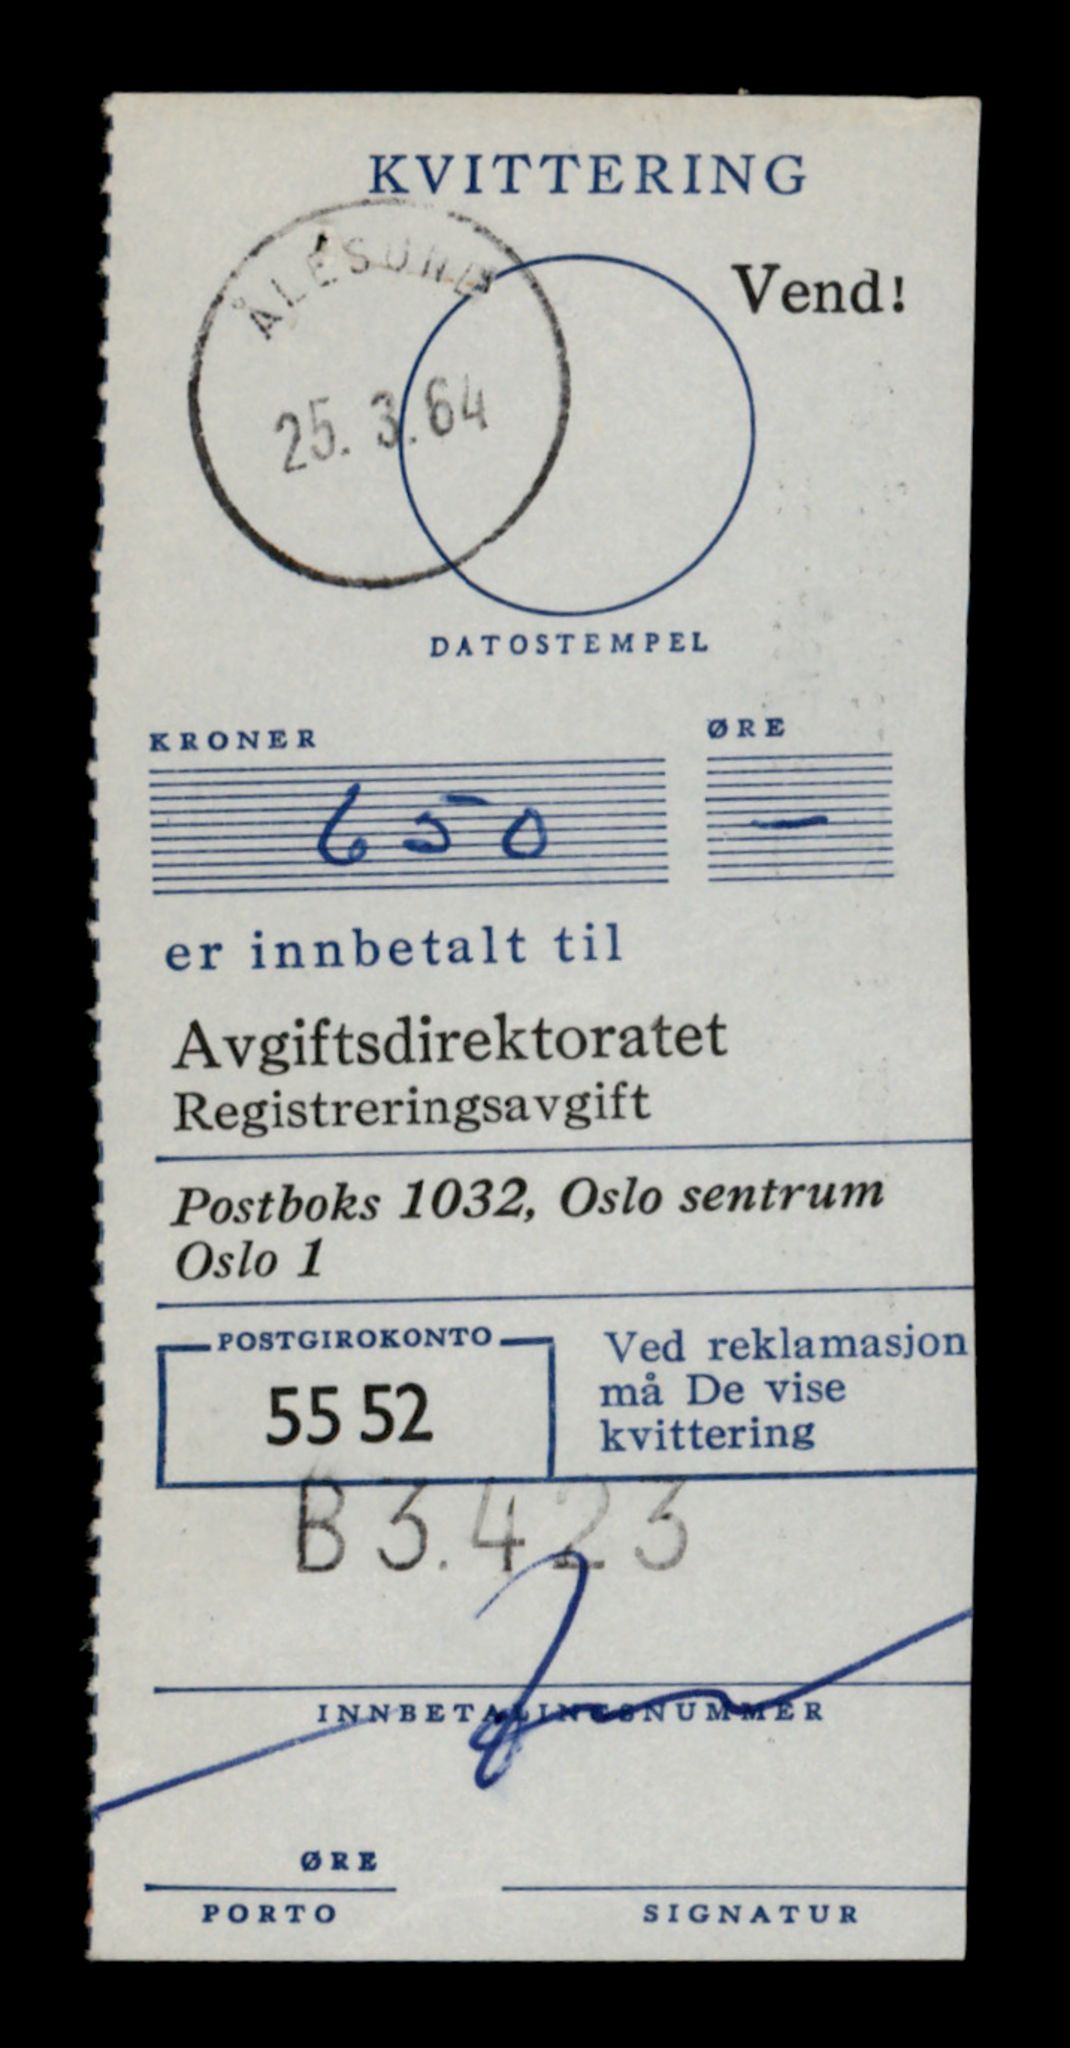 KVITTERING
Vend!
ÅLESUND
25. 3. 64
DATOSTEMPEL
KRONER ØRE
650 —
er innbetalt til
Avgiftsdirektoratet
Registreringsavgift
Postboks 1032, Oslo sentrum
Oslo 1
POSTGIROKONTO
55 52
Ved reklamasjon
må De vise
kvittering
B 3.423
INNBETALINGSNUMMER
ØRE
PORTO
SIGNATUR